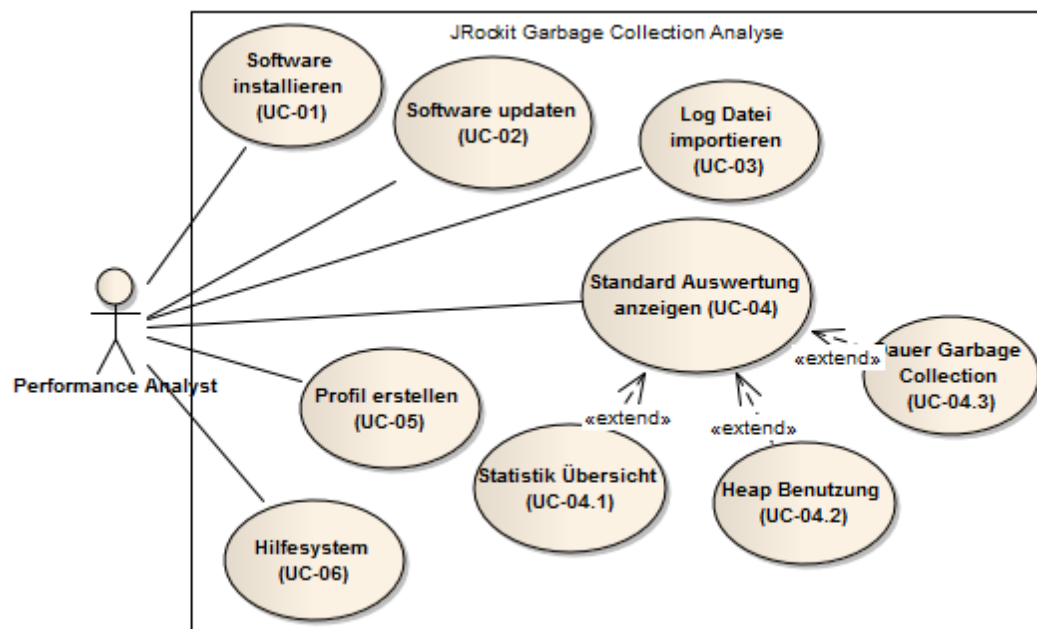 JRockit Garbage Collection Analyse
Software
installieren
(UC-01)
Software updaten
(UC-02)
Log Datei
importieren
(UC-03)
Standard Auswertung
anzeigen (UC-04)
Performance Analyst
Profil erstellen
(UC-05)
Hilfesystem
(UC-06)
«extend»
Statistik Übersicht
(UC-04.1)
«extend»
Heap Benutzung
(UC-04.2)
«extend»
auer Garbage
Collection
(UC-04.3)